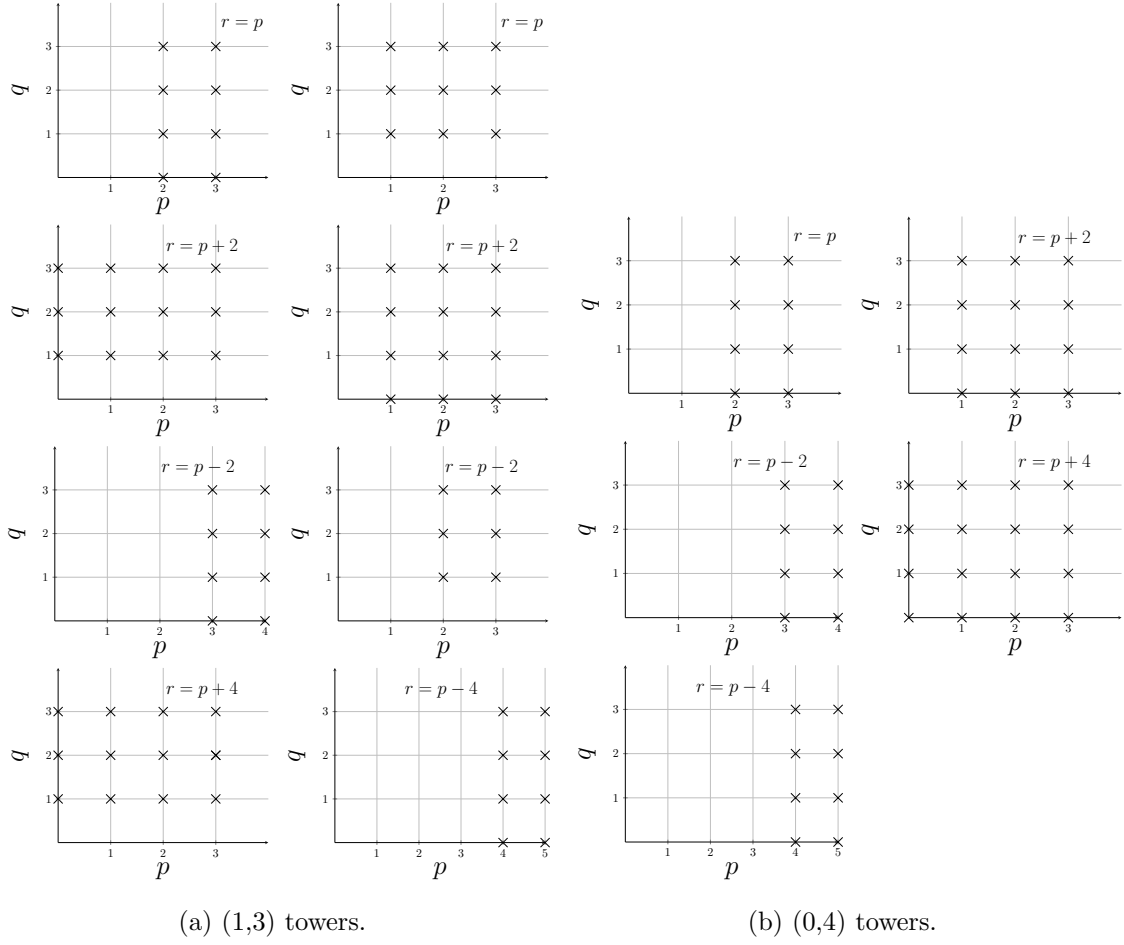 r = p
3
2
1
q
1 2 3
p
r = p
3
2
1
q
1 2 3
p
r = p + 2
3
2
1
q
1 2 3
p
r = p + 2
3
2
1
q
1 2 3
p
r = p − 2
3
2
1
q
1 2 3 4
p
r = p − 2
3
2
1
q
1 2 3
p
r = p + 4
3
2
1
q
1 2 3
p
r = p − 4
3
2
1
q
1 2 3 4 5
p
(a) (1,3) towers.
r = p
3
2
1
q
1 2 3
p
r = p + 2
3
2
1
q
1 2 3
p
r = p − 2
3
2
1
q
1 2 3 4
p
r = p + 4
3
2
1
q
1 2 3
p
r = p − 4
3
2
1
q
1 2 3 4 5
p
(b) (0,4) towers.